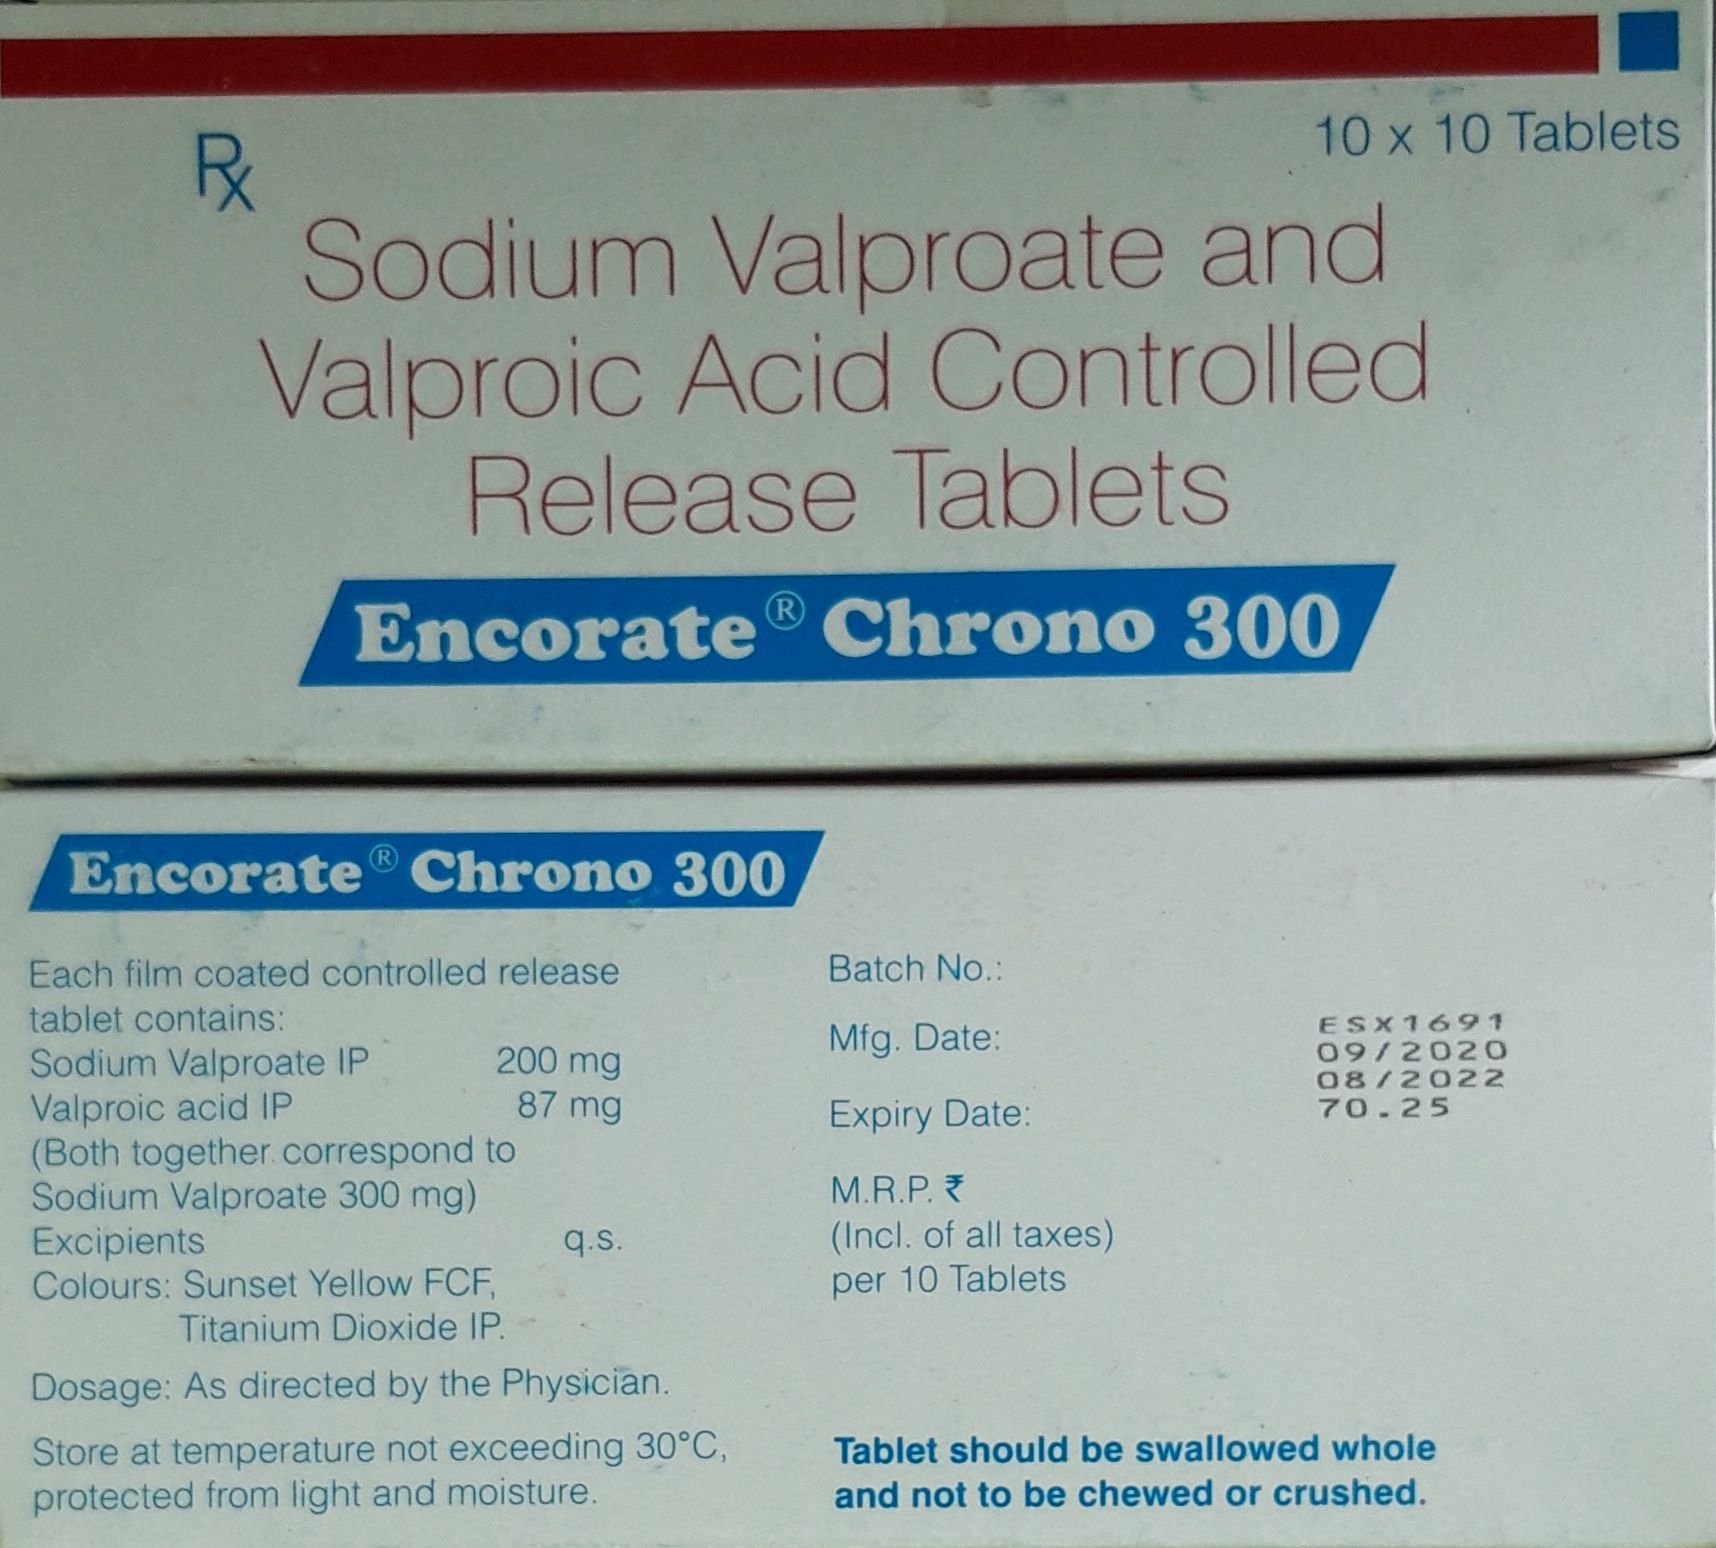 Rx
10 x 10 Tablets
Sodium Valproate and
Valproic Acid Controlled
Release Tablets
Encorate® Chrono 300
Encorate® Chrono 300
Each film coated controlled release
tablet contains:
Sodium Valproate IP 200 mg
Valproic acid IP 87 mg
(Both together correspond to
Sodium Valproate 300 mg)
Excipients q.s.
Colours: Sunset Yellow FCF,
Titanium Dioxide IP.
Dosage: As directed by the Physician.
Store at temperature not exceeding 30°C,
protected from light and moisture.
Batch No.:
Mfg. Date:
Expiry Date:
M.R.P. ₹
(Incl. of all taxes)
per 10 Tablets
ESX1691
09/2020
08/2022
70.25
Tablet should be swallowed whole
and not to be chewed or crushed.